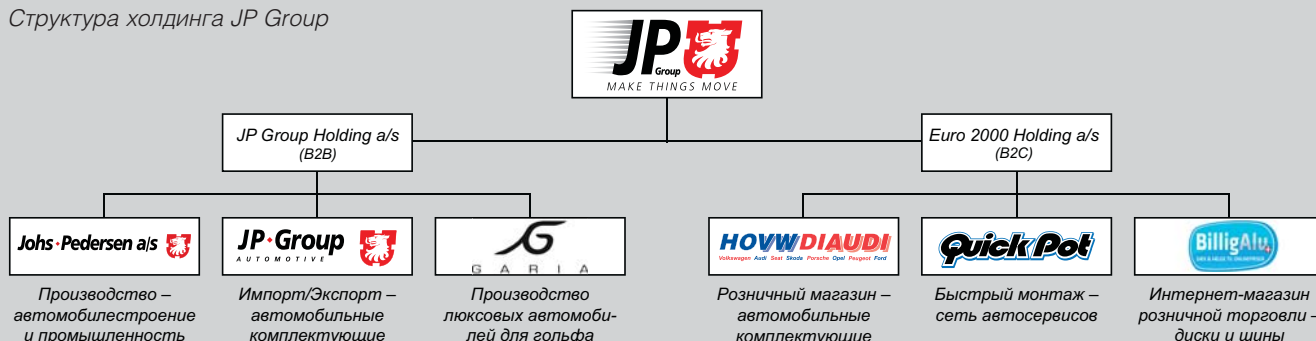 Структура холдинга JP Group
JP
Group
MAKE THINGS MOVE
JP Group Holding a/s
(B2B)
Euro 2000 Holding a/s
(B2C)
Johs·Pedersen a/s
JP·Group
AUTOMOTIVE
GARIA
HOVWDIAUDI
Volkswagen Audi Seat Skoda Porsche Opel Peugeot Ford
Quick Pot
BilligAlu
Производство –
автомобилестроение
и промышленность
Импорт/Экспорт –
автомобильные
комплектующие
Производство
люксовых автомоби-
лей для гольфа
Розничный магазин –
автомобильные
комплектующие
Быстрый монтаж –
сеть автосервисов
Интернет-магазин
розничной торговли –
диски и шины